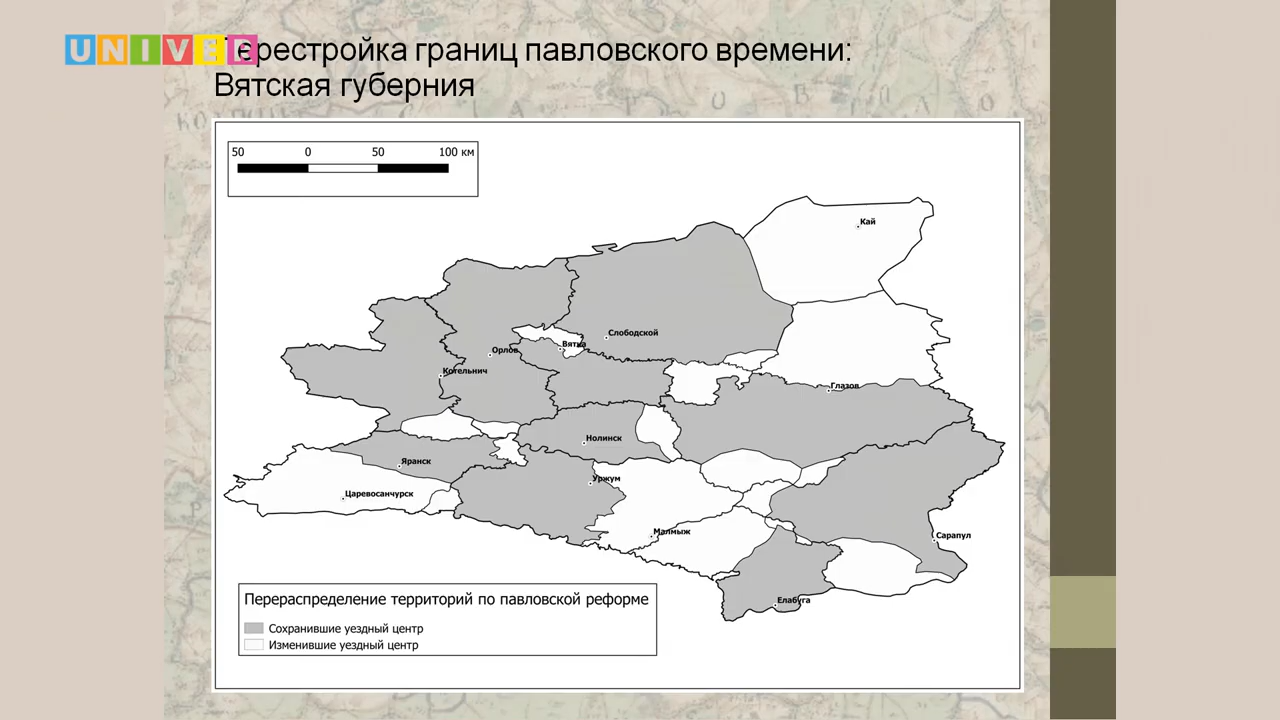 UNIVER
Перестройка границ павловского времени:
Вятская губерния
50 0 50 100 км
Кай
Слободской
Вятка
Орлов
Котельнич
Глазов
Нолинск
Яранск
Уржум
Царевосанчурск
Малмыж
Сарапул
Елабуга
Перераспределение территорий по павловской реформе
Сохранившие уездный центр
Изменившие уездный центр